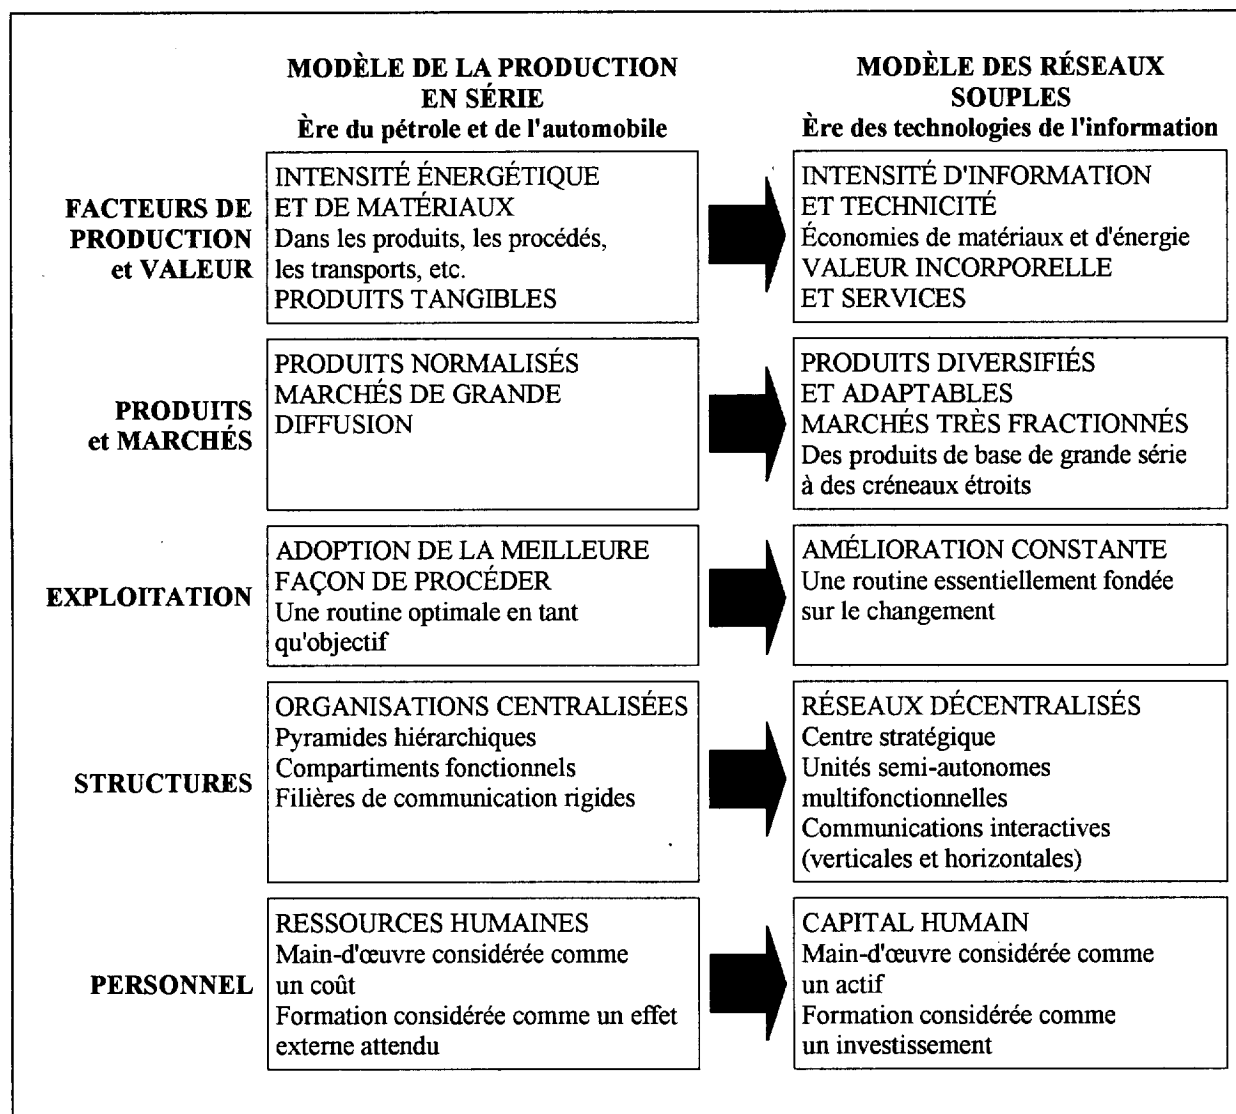 MODÈLE DE LA PRODUCTION
EN SÉRIE
Ère du pétrole et de l'automobile
MODÈLE DES RÉSEAUX
SOUPLES
Ère des technologies de l'information
FACTEURS DE
PRODUCTION
et VALEUR
INTENSITÉ ÉNERGÉTIQUE
ET DE MATÉRIAUX
Dans les produits, les procédés,
les transports, etc.
PRODUITS TANGIBLES
INTENSITÉ D'INFORMATION
ET TECHNICITÉ
Économies de matériaux et d'énergie
VALEUR INCORPORELLE
ET SERVICES
PRODUITS
et MARCHÉS
PRODUITS NORMALISÉS
MARCHÉS DE GRANDE
DIFFUSION
PRODUITS DIVERSIFIÉS
ET ADAPTABLES
MARCHÉS TRÈS FRACTIONNÉS
Des produits de base de grande série
à des créneaux étroits
EXPLOITATION
ADOPTION DE LA MEILLEURE
FAÇON DE PROCÉDER
Une routine optimale en tant
qu'objectif
AMÉLIORATION CONSTANTE
Une routine essentiellement fondée
sur le changement
STRUCTURES
ORGANISATIONS CENTRALISÉES
Pyramides hiérarchiques
Compartiments fonctionnels
Filières de communication rigides
RÉSEAUX DÉCENTRALISÉS
Centre stratégique
Unités semi-autonomes
multifonctionnelles
Communications interactives
(verticales et horizontales)
PERSONNEL
RESSOURCES HUMAINES
Main-d'œuvre considérée comme
un coût
Formation considérée comme un effet
externe attendu
CAPITAL HUMAIN
Main-d'œuvre considérée comme
un actif
Formation considérée comme
un investissement